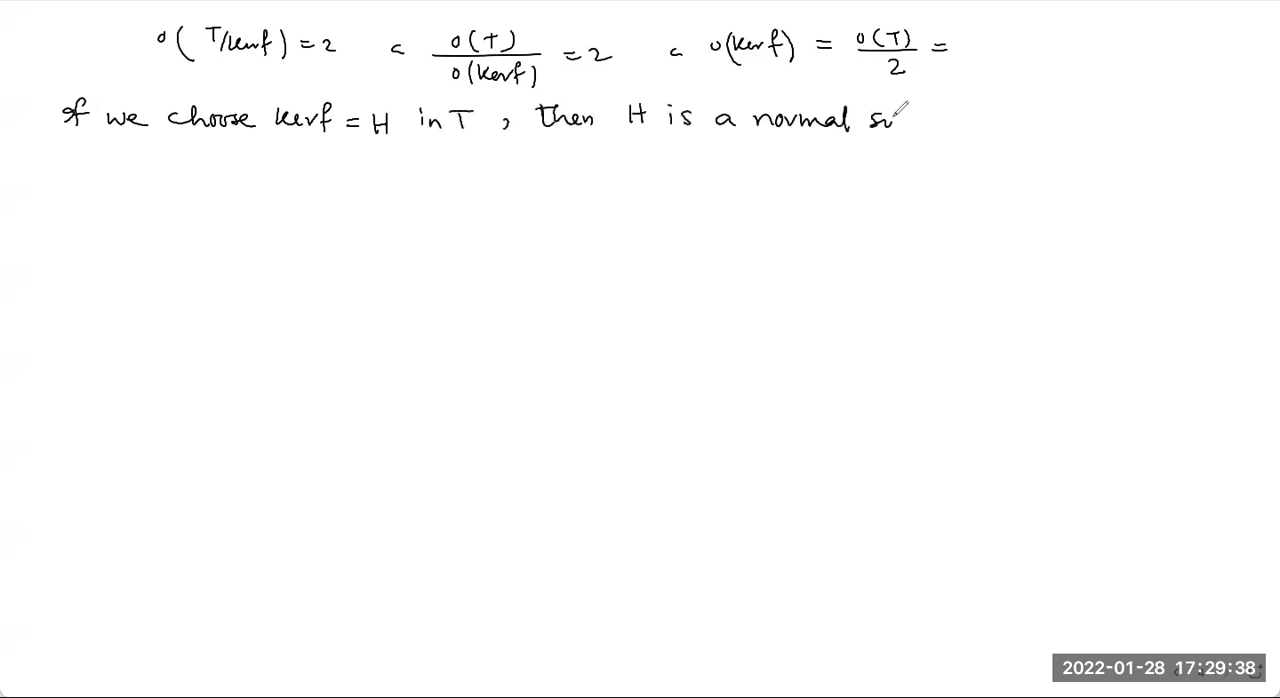 o( T/kerf ) = 2 c o(T)/o(kerf) = 2 c o(kerf) = o(T)/2 =
If we choose kerf = H in T , then H is a normal su
2022-01-28 17:29:38